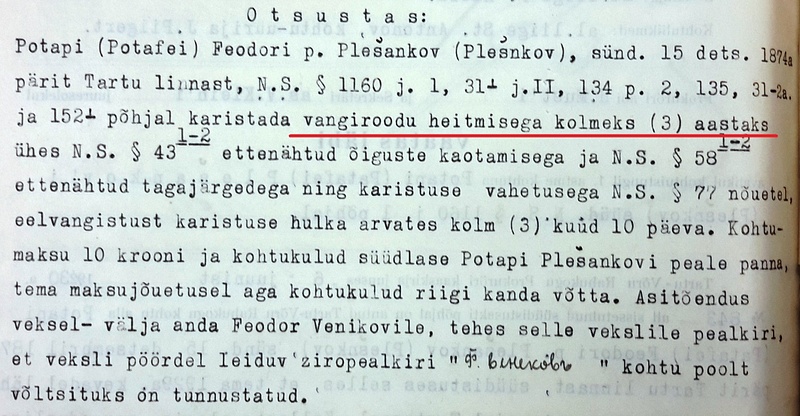 O t s u s t a s:
Potapi (Potafei) Feodori p. Plešankov (Plesnkov), sünd. 15 dets. 1874a
pärit Tartu linnast, N.S. § 1160 j. 1, 31¹ j.II, 134 p. 2, 135, 31-2a.
ja 152¹ põhjal karistada vangiroodu heitmisega kolmeks (3) aastaks
ühes N.S. § 43 1-2 ettenähtud õiguste kaotamisega ja N.S. § 58 1-2
ettenähtud tagajärgedega ning karistuse vahetusega N.S. § 77 nõuetel,
eelvangistust karistuse hulka arvates kolm (3) kuud 10 päeva. Kohtu-
maksu 10 krooni ja kohtukulud süüdlase Potapi Plešankovi peale panna,
tema maksujõuetusel aga kohtukulud riigi kanda võtta. Asitõendus
veksel- välja anda Feodor Venikovile, tehes selle vekslile pealkiri,
et veksli pöördel leiduv ziropealkiri " Ф. Вениковъ " kohtu poolt
võltsituks on tunnustatud.